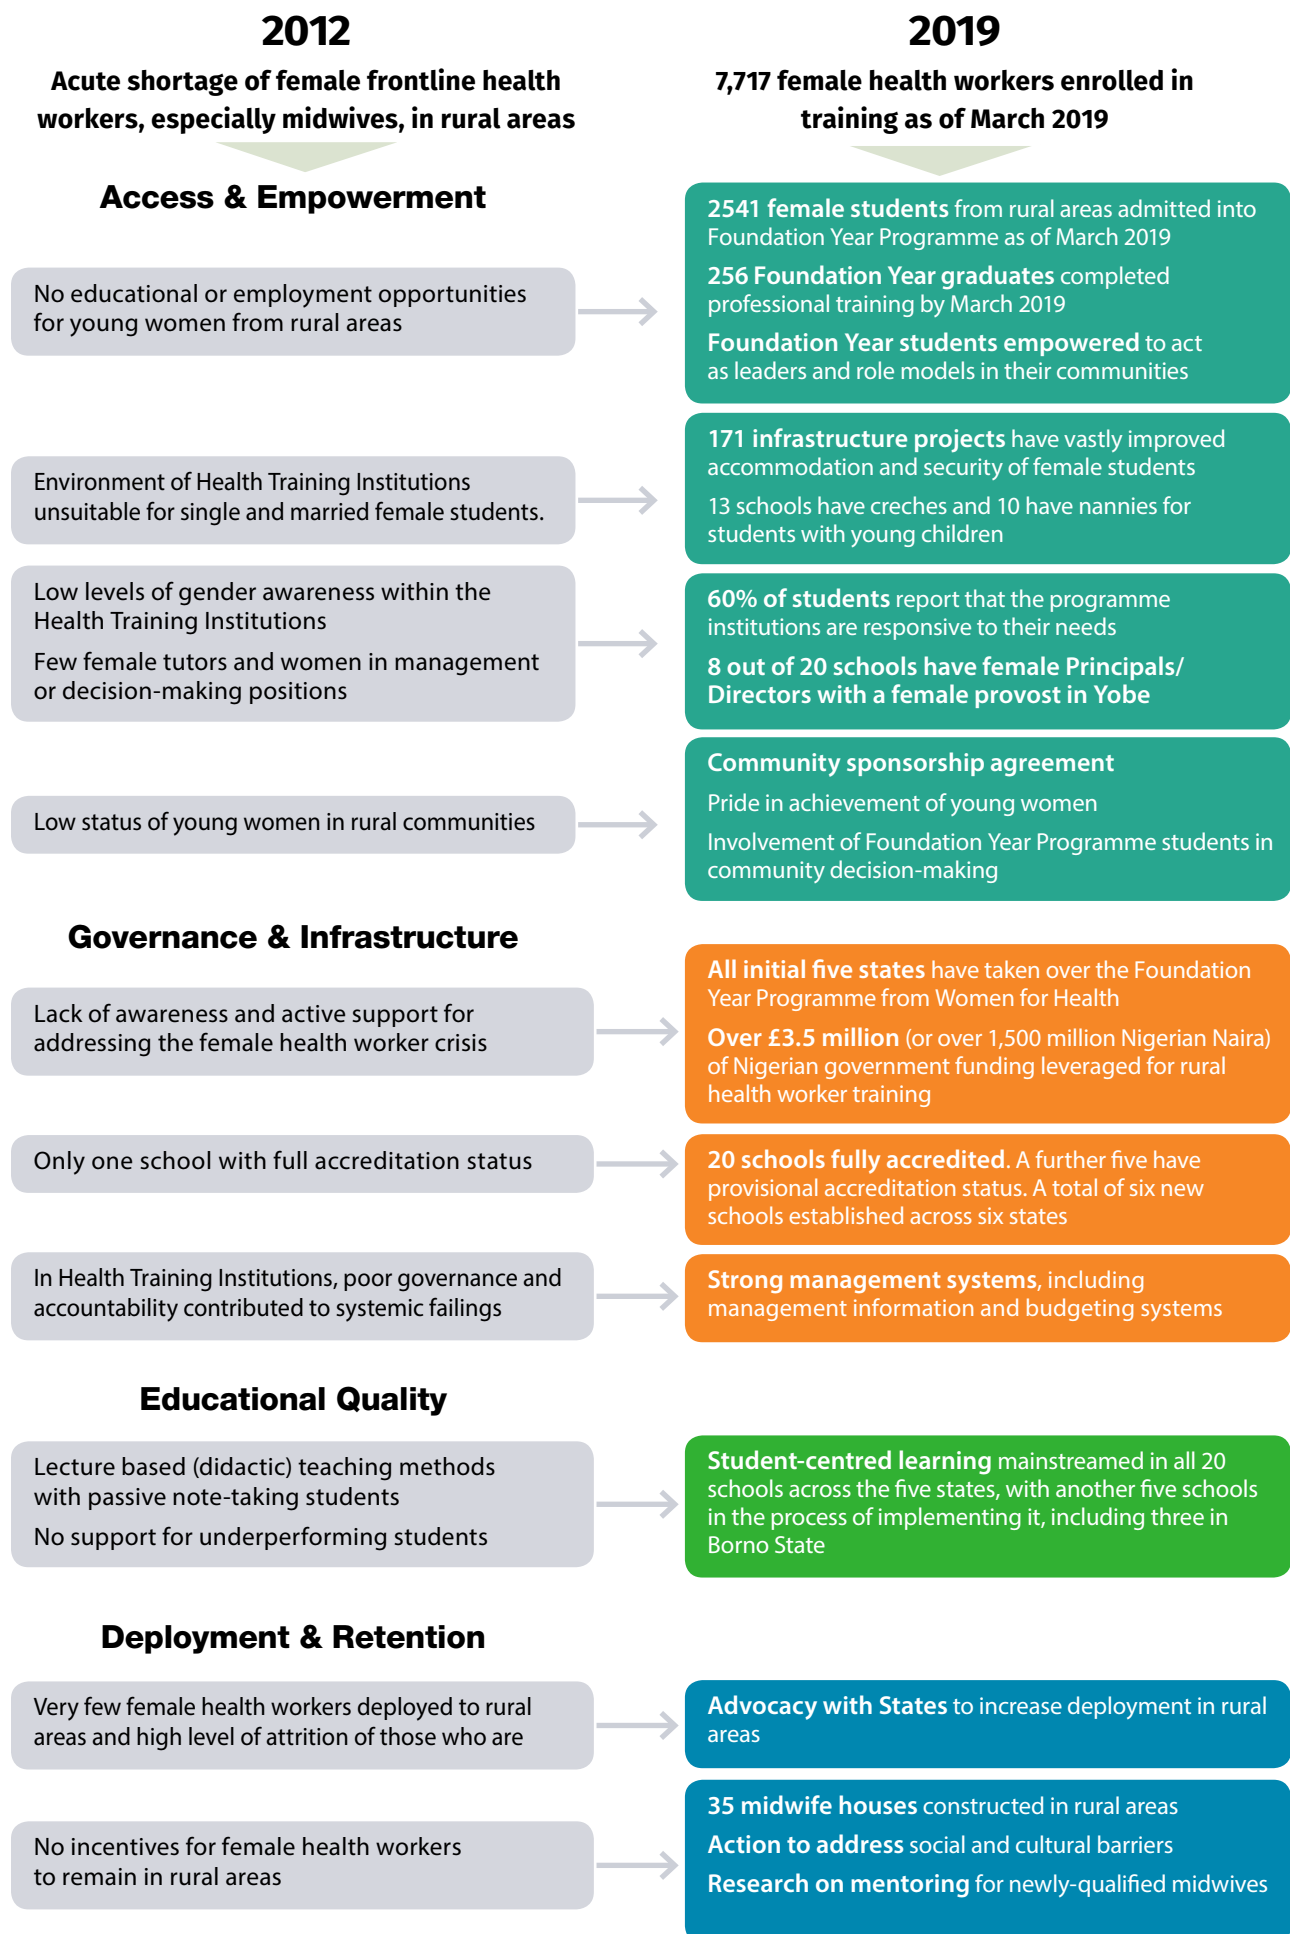 2012
Acute shortage of female frontline health
workers, especially midwives, in rural areas
2019
7,717 female health workers enrolled in
training as of March 2019
Access & Empowerment
No educational or employment opportunities
for young women from rural areas
2541 female students from rural areas admitted into
Foundation Year Programme as of March 2019
256 Foundation Year graduates completed
professional training by March 2019
Foundation Year students empowered to act
as leaders and role models in their communities
Environment of Health Training Institutions
unsuitable for single and married female students.
171 infrastructure projects have vastly improved
accommodation and security of female students
13 schools have creches and 10 have nannies for
students with young children
Low levels of gender awareness within the
Health Training Institutions
Few female tutors and women in management
or decision-making positions
60% of students report that the programme
institutions are responsive to their needs
8 out of 20 schools have female Principals/
Directors with a female provost in Yobe
Low status of young women in rural communities
Community sponsorship agreement
Pride in achievement of young women
Involvement of Foundation Year Programme students in
community decision-making
Governance & Infrastructure
Lack of awareness and active support for
addressing the female health worker crisis
All initial five states have taken over the Foundation
Year Programme from Women for Health
Over £3.5 million (or over 1,500 million Nigerian Naira)
of Nigerian government funding leveraged for rural
health worker training
Only one school with full accreditation status
20 schools fully accredited. A further five have
provisional accreditation status. A total of six new
schools established across six states
In Health Training Institutions, poor governance and
accountability contributed to systemic failings
Strong management systems, including
management information and budgeting systems
Educational Quality
Lecture based (didactic) teaching methods
with passive note-taking students
No support for underperforming students
Student-centred learning mainstreamed in all 20
schools across the five states, with another five schools
in the process of implementing it, including three in
Borno State
Deployment & Retention
Very few female health workers deployed to rural
areas and high level of attrition of those who are
Advocacy with States to increase deployment in rural
areas
No incentives for female health workers
to remain in rural areas
35 midwife houses constructed in rural areas
Action to address social and cultural barriers
Research on mentoring for newly-qualified midwives